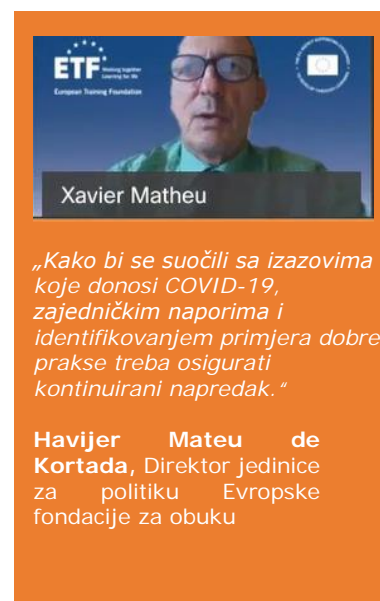 ETF
Working together
Learning for life
European Training Foundation
Xavier Matheu
„Kako bi se suočili sa izazovima
koje donosi COVID-19,
zajedničkim naporima i
identifikovanjem primjera dobre
prakse treba osigurati
kontinuirani napredak.“
Havijer Mateu de
Kortada, Direktor jedinice
za politiku Evropske
fondacije za obuku